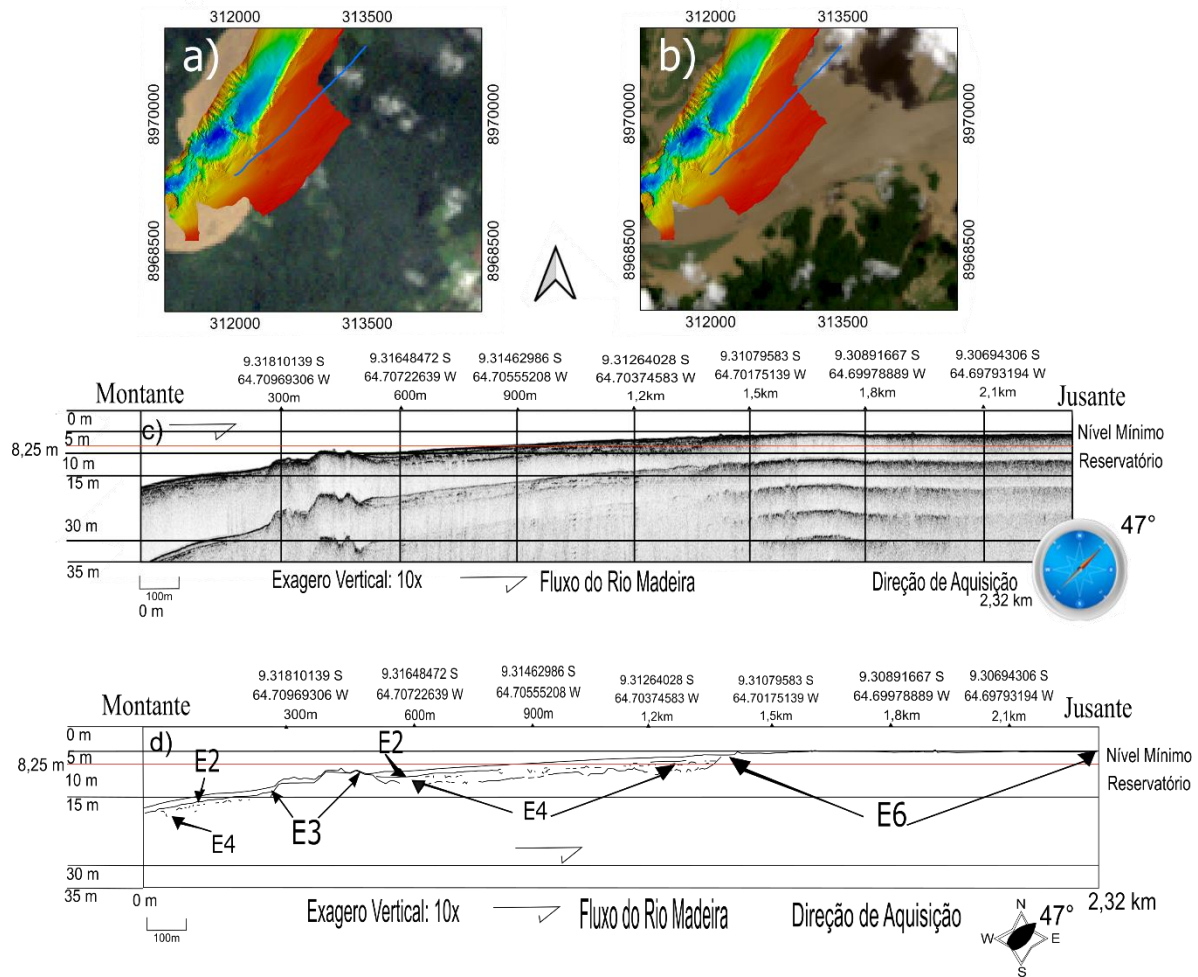 312000 313500
312000 313500
a)
b)
8970000
8970000
8970000
8970000
8968500
8968500
8968500
8968500
312000 313500
312000 313500
9.31810139 S 9.31648472 S 9.31462986 S 9.31264028 S 9.31079583 S 9.30891667 S 9.30694306 S
64.70969306 W 64.70722639 W 64.70555208 W 64.70374583 W 64.70175139 W 64.69978889 W 64.69793194 W
Montante 300m 600m 900m 1,2km 1,5km 1,8km 2,1km Jusante
0 m
c)
5 m
Nível Mínimo
8,25 m
10 m
Reservatório
15 m
30 m
35 m
47°
100m
0 m
Exagero Vertical: 10x Fluxo do Rio Madeira Direção de Aquisição
2,32 km
9.31810139 S 9.31648472 S 9.31462986 S 9.31264028 S 9.31079583 S 9.30891667 S 9.30694306 S
64.70969306 W 64.70722639 W 64.70555208 W 64.70374583 W 64.70175139 W 64.69978889 W 64.69793194 W
Montante 300m 600m 900m 1,2km 1,5km 1,8km 2,1km Jusante
0 m
d)
E2
5 m
E2
Nível Mínimo
8,25 m
10 m
Reservatório
15 m
E4
E3
E4
E6
30 m
35 m
0 m
100m
Exagero Vertical: 10x Fluxo do Rio Madeira Direção de Aquisição
47° 2,32 km
N
W E
S